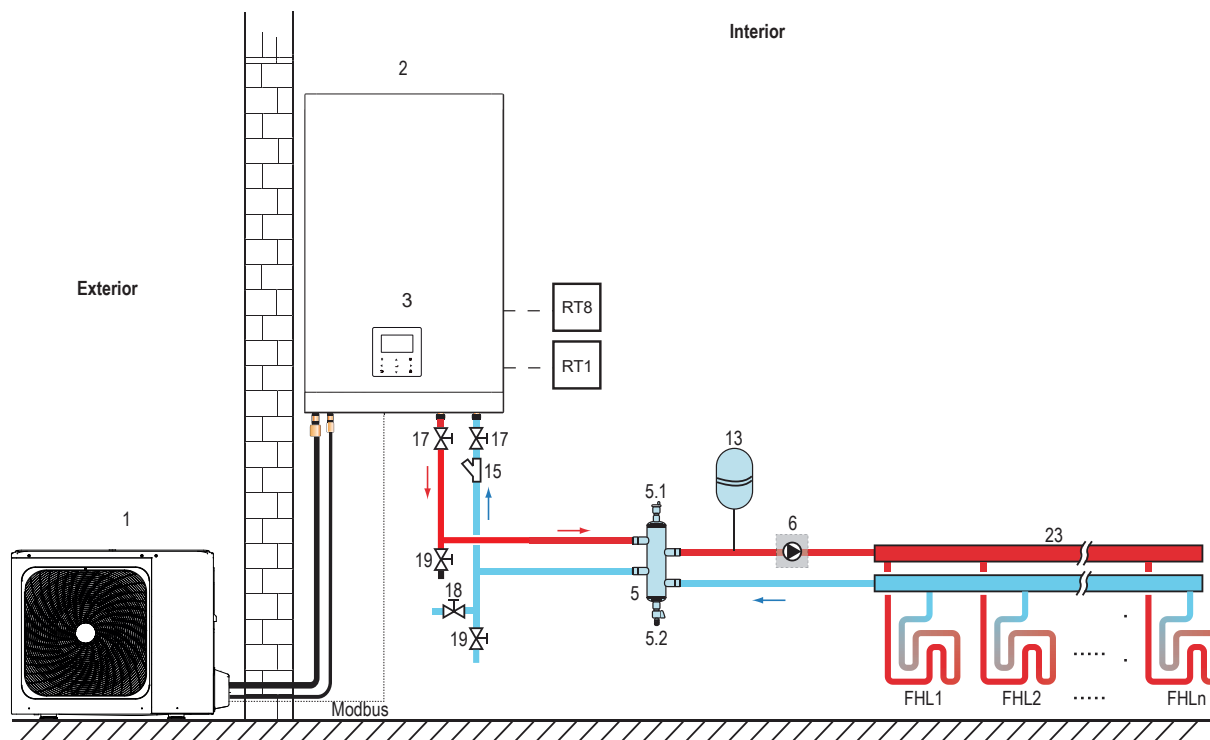 Interior
2
Exterior
3
RT8
RT1
17
17
15
13
5.1
6
1
23
19
18
5
19
5.2
FHL1
FHL2
......
FHLn
......
Modbus